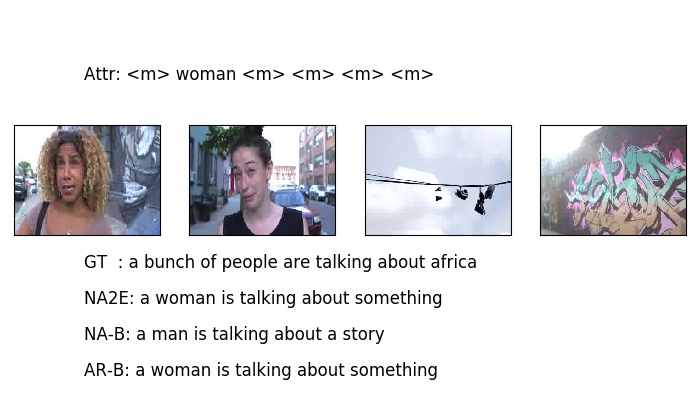 Attr: <m> woman <m> <m> <m> <m>
GT : a bunch of people are talking about africa
NA2E: a woman is talking about something
NA-B: a man is talking about a story
AR-B: a woman is talking about something